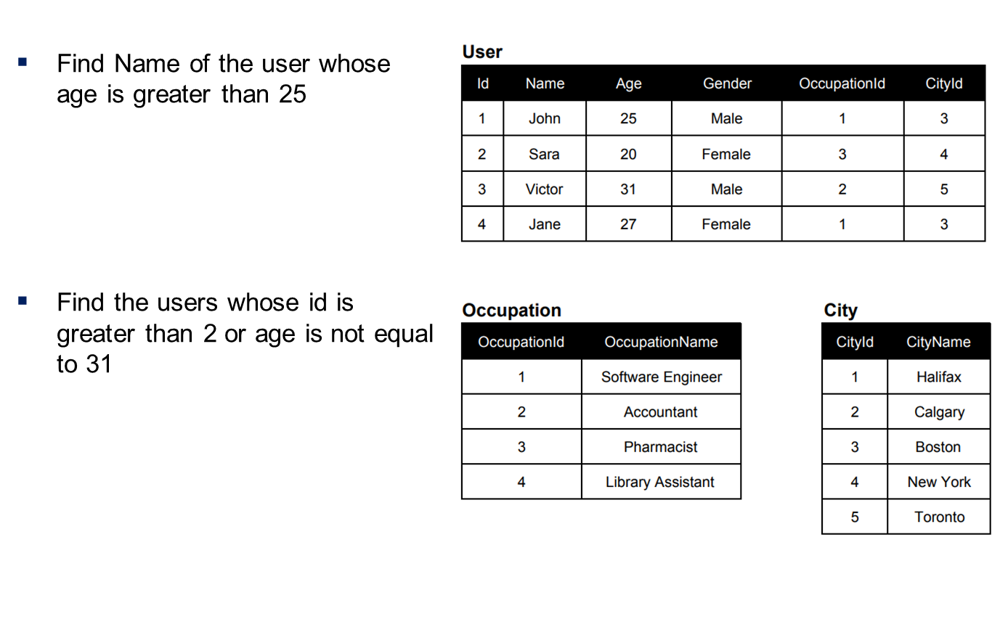 Find Name of the user whose
age is greater than 25
Find the users whose id is
greater than 2 or age is not equal
to 31
User
Id Name Age Gender OccupationId CityId
1 John 25 Male 1 3
2 Sara 20 Female 3 4
3 Victor 31 Male 2 5
4 Jane 27 Female 1 3
Occupation
OccupationId OccupationName
1 Software Engineer
2 Accountant
3 Pharmacist
4 Library Assistant
City
CityId CityName
1 Halifax
2 Calgary
3 Boston
4 New York
5 Toronto